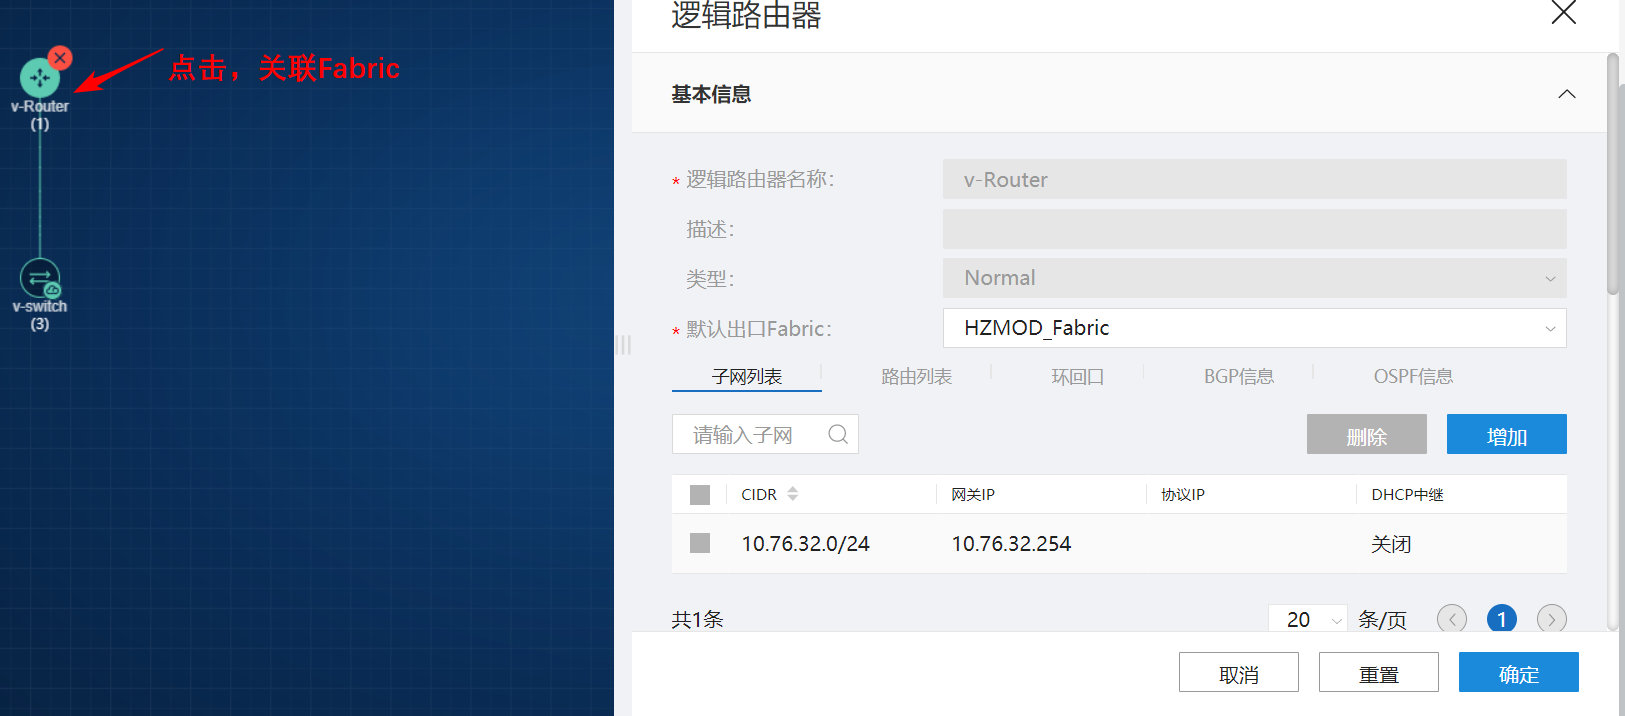 点击，关联Fabric
v-Router
(1)
v-switch
(3)
逻辑路由器
基本信息
* 逻辑路由器名称: v-Router
描述:
类型: Normal
* 默认出口Fabric: HZMOD_Fabric
子网列表 路由列表 环回口 BGP信息 OSPF信息
请输入子网 删除 增加
CIDR 网关IP 协议IP DHCP中继
10.76.32.0/24 10.76.32.254 关闭
共1条 20 条/页 1
取消 重置 确定